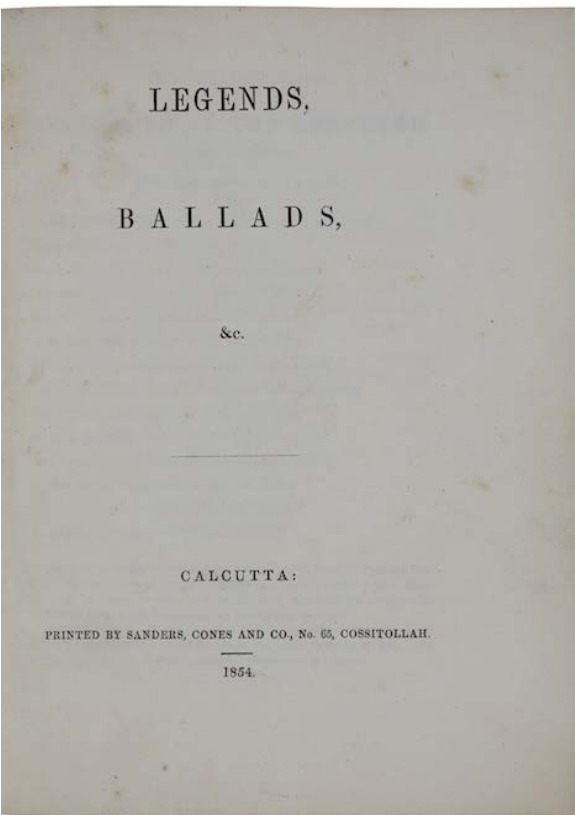 LEGENDS,
BALLADS,
&c.
CALCUTTA:
PRINTED BY SANDERS, CONES AND CO., No. 65, COSSITOLLAH.
1854.